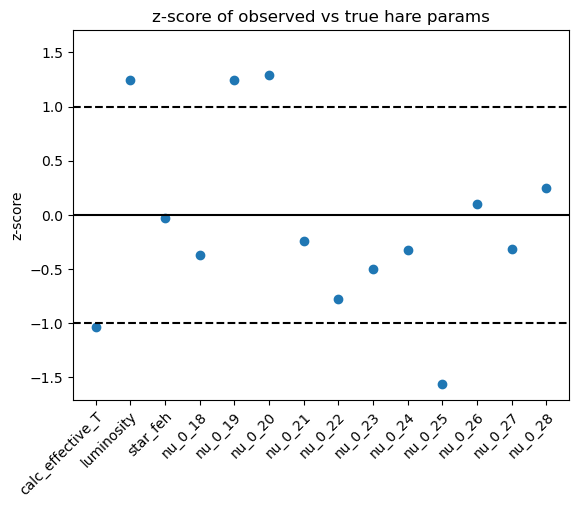 z-score of observed vs true hare params
z-score
1.5
1.0
0.5
0.0
−0.5
−1.0
−1.5
calc_effective_T
luminosity
star_feh
nu_0_18
nu_0_19
nu_0_20
nu_0_21
nu_0_22
nu_0_23
nu_0_24
nu_0_25
nu_0_26
nu_0_27
nu_0_28